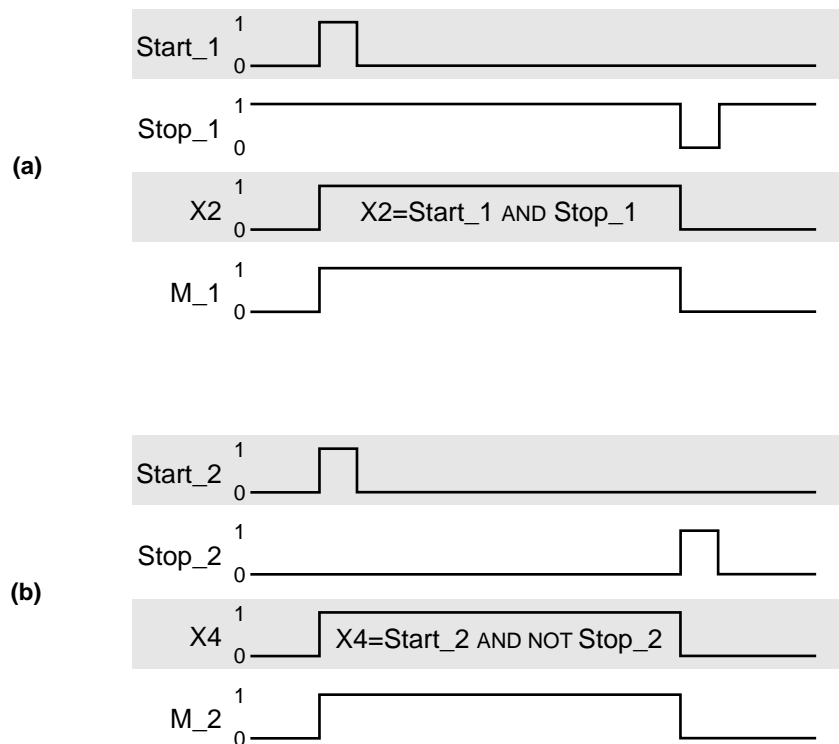 1
Start_1
0
1
Stop_1
0
(a)
1
X2
0
X2=Start_1 AND Stop_1
1
M_1
0
1
Start_2
0
1
Stop_2
0
(b)
1
X4
0
X4=Start_2 AND NOT Stop_2
1
M_2
0